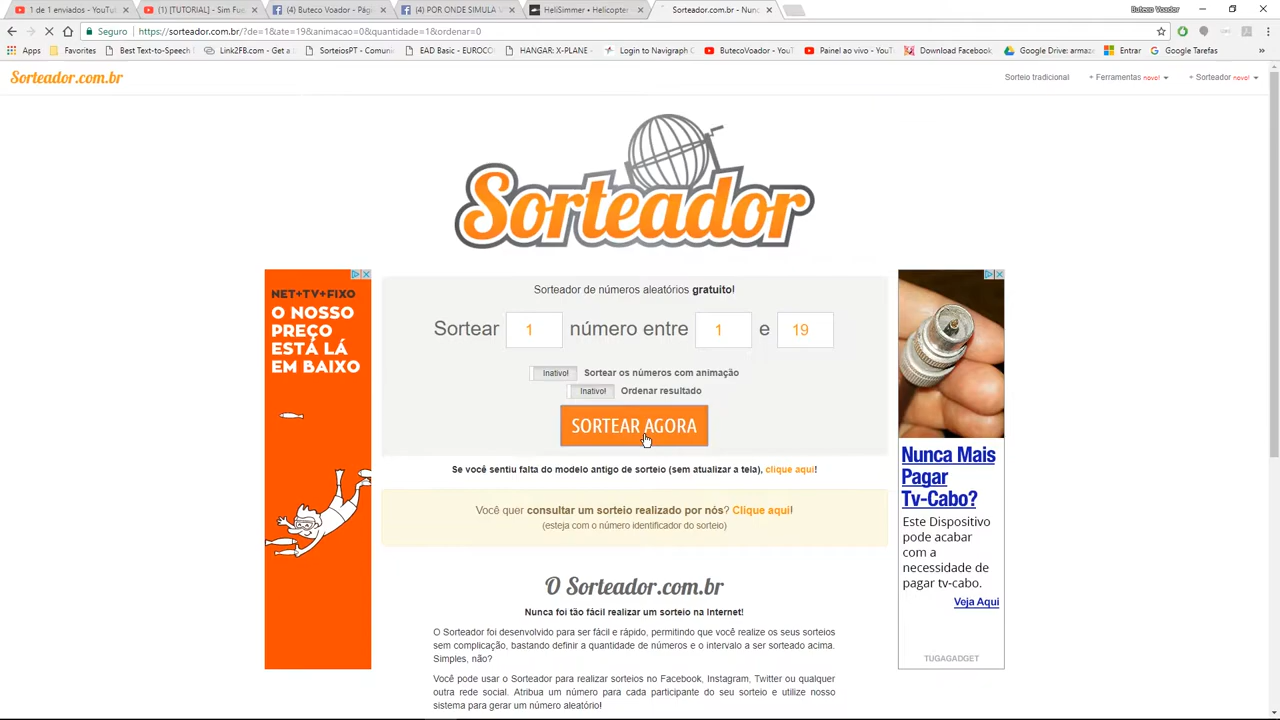 1 de 1 enviados - YouTub
(1) [TUTORIAL] - Sim Fug
(4) Buteco Voador - Pág
(4) POR ONDE SIMULA V
HeliSimmer • Helicopter
Sorteador.com.br - Núm
Buteco Voador
Seguro
https://sorteador.com.br/?de=1&ate=19&animacao=0&quantidade=1&ordenar=0
Apps
Favorites
Best Text-to-Speech
Link2FB.com - Get a D
SorteiosPT - Comuni
EAD Basic - EUROCO
HANGAR: X-PLANE -
Login to Navigraph C
ButecoVoador - YouT
Painel ao vivo - YouT
Download Facebook
Google Drive: armaz
Entrar
Google Tarefas
»
Sorteador.com.br
Sorteio tradicional
+ Ferramentas novo!
+ Sorteador novo!
Sorteador
NET+TV+FIXO
O NOSSO
PREÇO
ESTÁ LÁ
EM BAIXO
Sorteador de números aleatórios gratuito!
Sortear 1 número entre 1 e 19
Inativo! Sortear os números com animação
Inativo! Ordenar resultado
SORTEAR AGORA
Se você sentiu falta do modelo antigo de sorteio (sem atualizar a tela), clique aqui!
Você quer consultar um sorteio realizado por nós? Clique aqui!
(esteja com o número identificador do sorteio)
O Sorteador.com.br
Nunca foi tão fácil realizar um sorteio na Internet!
O Sorteador foi desenvolvido para ser fácil e rápido, permitindo que você realize os seus sorteios
sem complicação, bastando definir a quantidade de números e o intervalo a ser sorteado acima.
Simples, não?
Você pode usar o Sorteador para realizar sorteios no Facebook, Instagram, Twitter ou qualquer
outra rede social. Atribua um número para cada participante do seu sorteio e utilize nosso
sistema para gerar um número aleatório!
Nunca Mais
Pagar
Tv-Cabo?
Este Dispositivo
pode acabar
com a
necessidade de
pagar tv-cabo.
Veja Aqui
TUGAGADGET